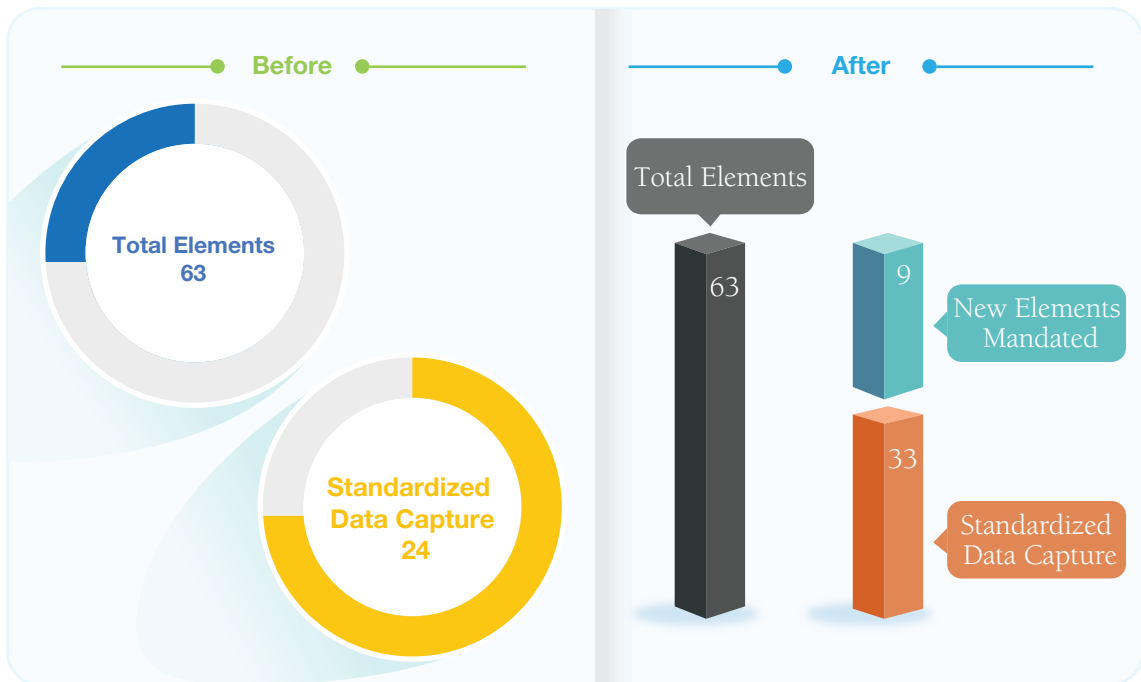 Before
Total Elements
63
Standardized
Data Capture
24
After
Total Elements
63
9
New Elements
Mandated
33
Standardized
Data Capture